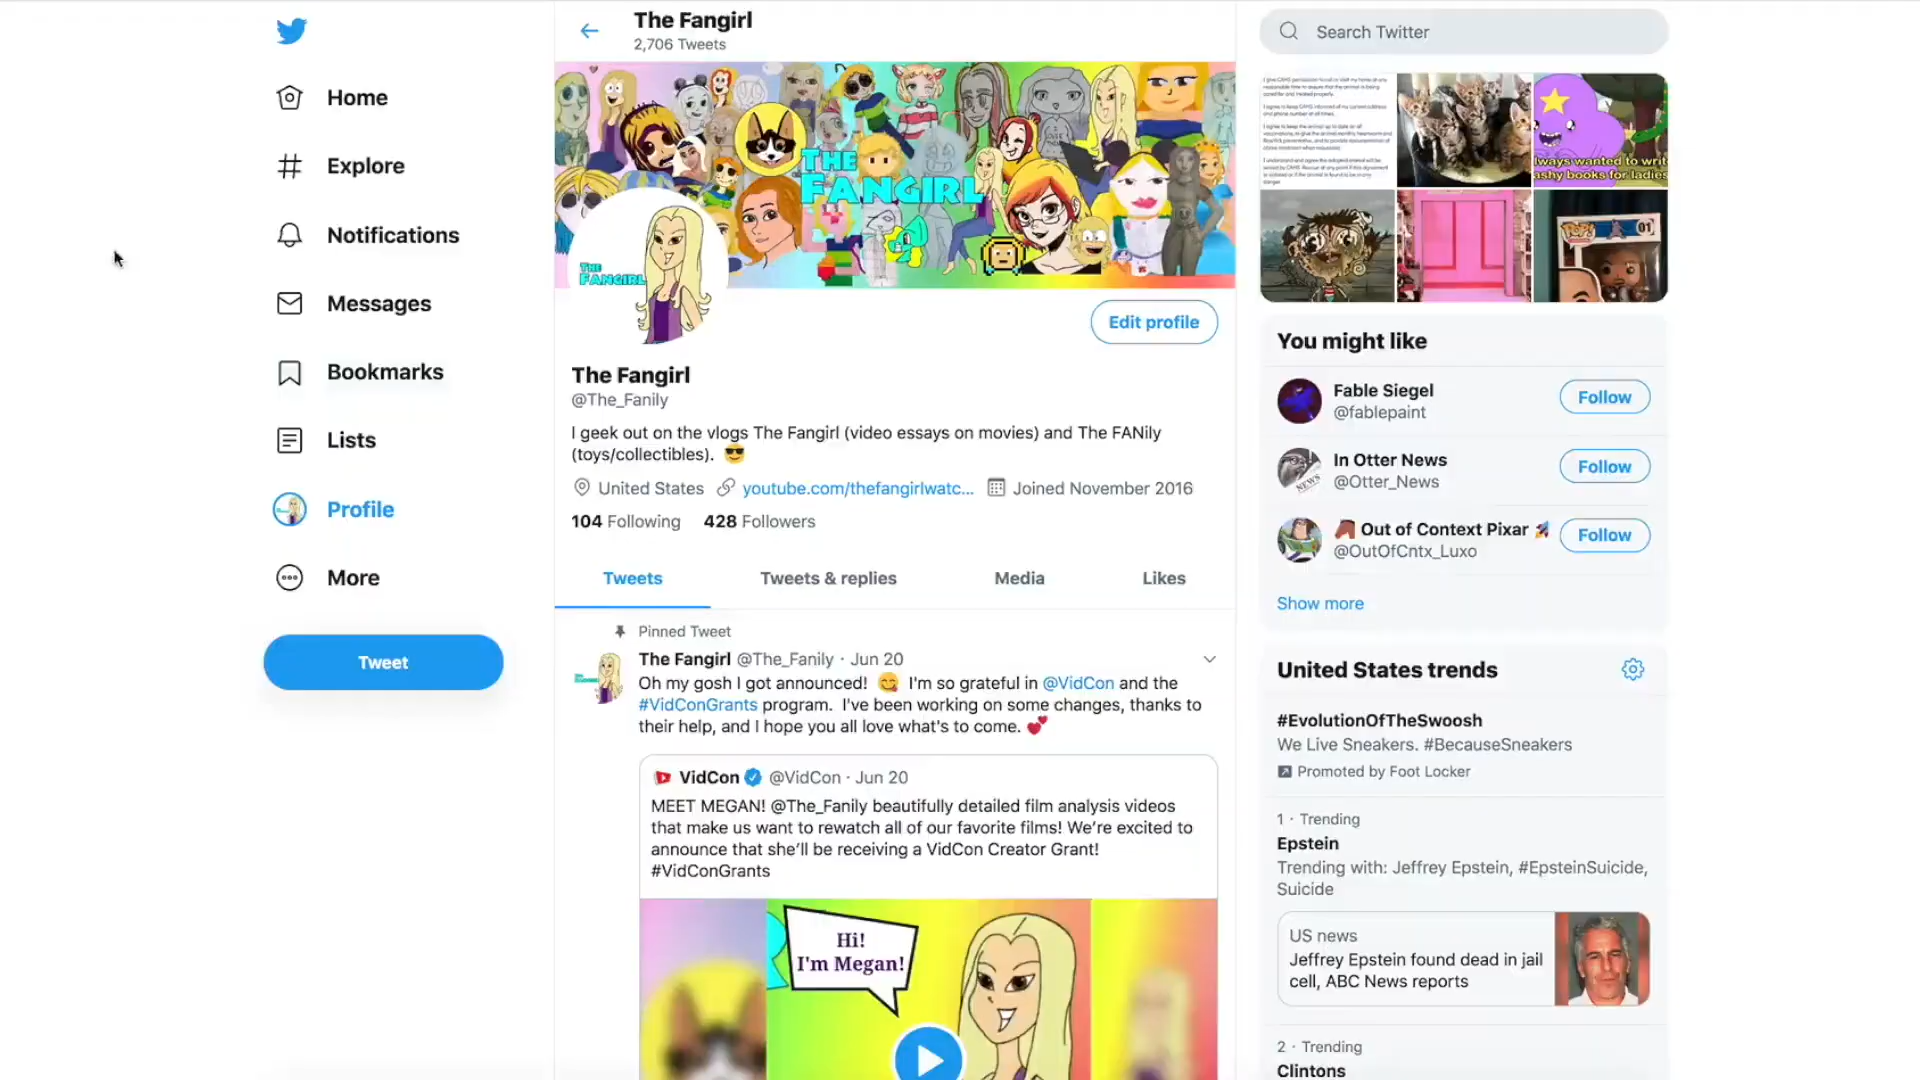 Home
Explore
Notifications
Messages
Bookmarks
Lists
Profile
More
Tweet
The Fangirl
2,706 Tweets
THE
FANGIRL
THE
FANGIRL
Edit profile
The Fangirl
@The_Fanily
I geek out on the vlogs The Fangirl (video essays on movies) and The FANily
(toys/collectibles). 😎
United States youtube.com/thefangirlwatc... Joined November 2016
104 Following 428 Followers
Tweets Tweets & replies Media Likes
Pinned Tweet
The Fangirl @The_Fanily · Jun 20
Oh my gosh I got announced! 😋 I'm so grateful in @VidCon and the
#VidConGrants program. I've been working on some changes, thanks to
their help, and I hope you all love what's to come. 💕
VidCon @VidCon · Jun 20
MEET MEGAN! @The_Fanily beautifully detailed film analysis videos
that make us want to rewatch all of our favorite films! We're excited to
announce that she'll be receiving a VidCon Creator Grant!
#VidConGrants
Hi!
I'm Megan!
Search Twitter
lways wanted to writ
ashy books for ladies
POP!
01
You might like
Fable Siegel
@fablepaint
Follow
In Otter News
@Otter_News
Follow
NEWS
🐴 Out of Context Pixar 🚀
@OutOfCntx_Luxo
Follow
Show more
United States trends
#EvolutionOfTheSwoosh
We Live Sneakers. #BecauseSneakers
Promoted by Foot Locker
1 · Trending
Epstein
Trending with: Jeffrey Epstein, #EpsteinSuicide,
Suicide
US news
Jeffrey Epstein found dead in jail
cell, ABC News reports
2 · Trending
Clintons